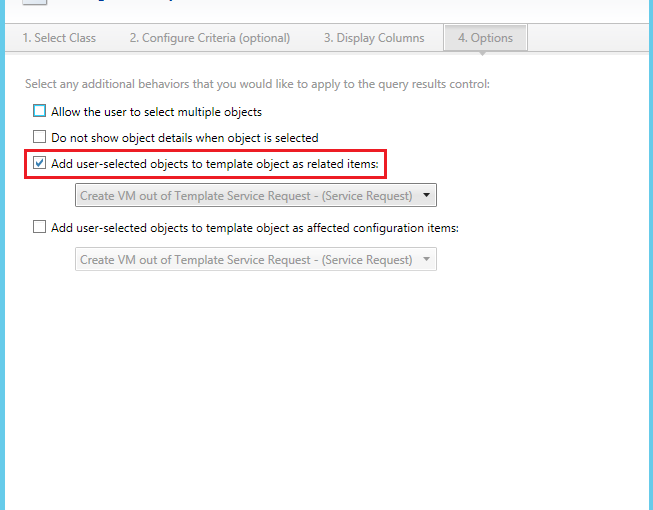 1. Select Class 2. Configure Criteria (optional) 3. Display Columns 4. Options
Select any additional behaviors that you would like to apply to the query results control:
Allow the user to select multiple objects
Do not show object details when object is selected
Add user-selected objects to template object as related items:
Create VM out of Template Service Request - (Service Request)
Add user-selected objects to template object as affected configuration items:
Create VM out of Template Service Request - (Service Request)